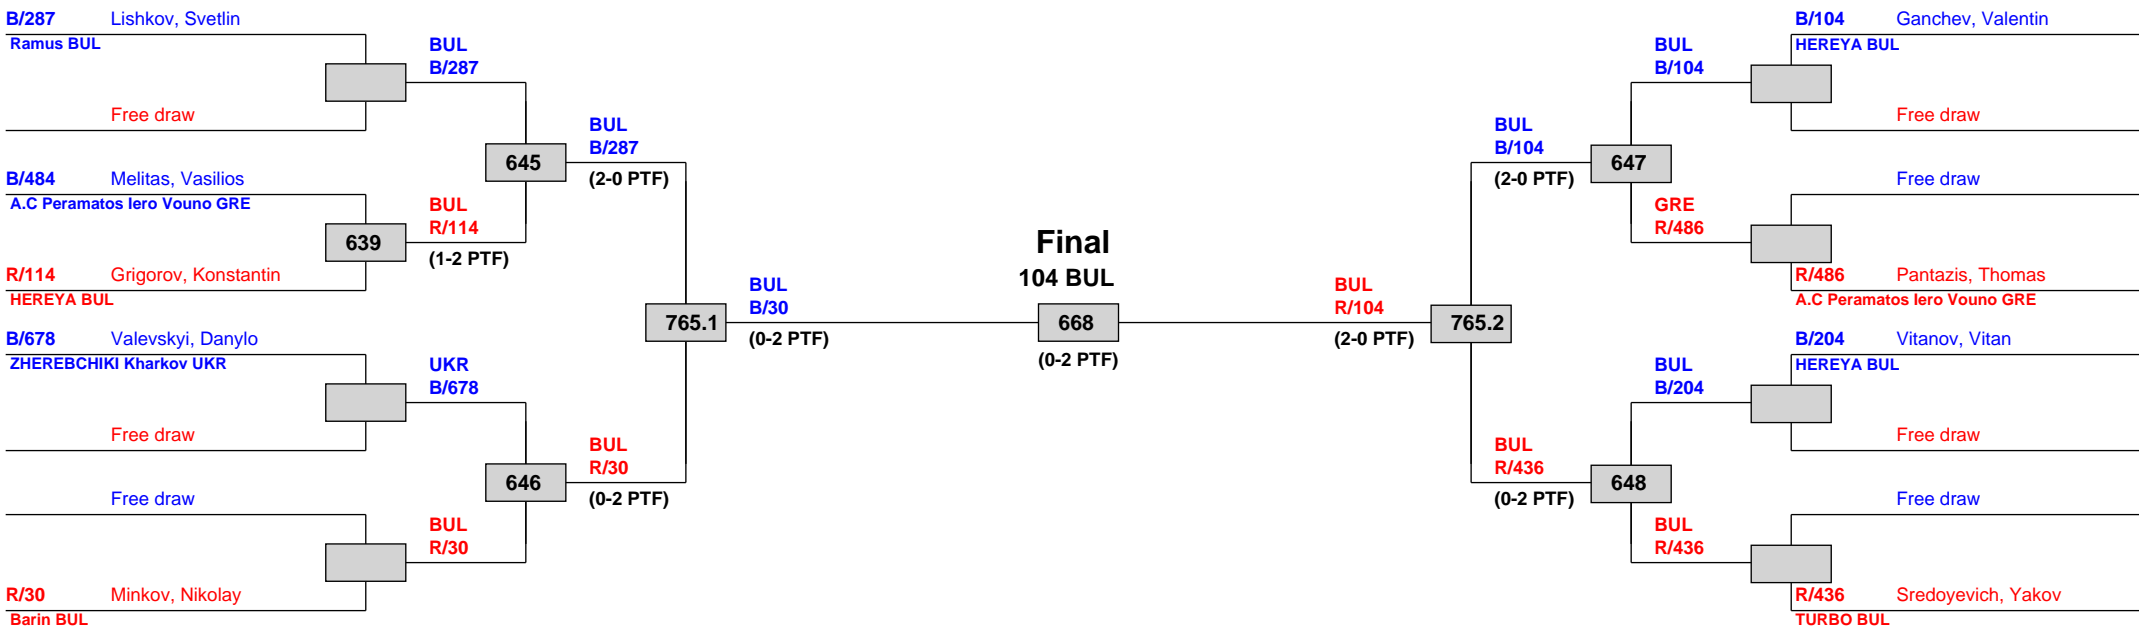 B/287 Lishkov, Svetlin
Ramus BUL
Free draw
B/484 Melitas, Vasilios
A.C Peramatos Iero Vouno GRE
639
R/114 Grigorov, Konstantin
HEREYA BUL
B/678 Valevskyi, Danylo
ZHEREBCHIKI Kharkov UKR
Free draw
Free draw
R/30 Minkov, Nikolay
Barin BUL
BUL
B/287
BUL
R/114
(1-2 PTF)
UKR
B/678
BUL
R/30
645
646
BUL
B/287
(2-0 PTF)
BUL
R/30
(0-2 PTF)
765.1
BUL
B/30
(0-2 PTF)
Final
104 BUL
668
(0-2 PTF)
BUL
R/104
(2-0 PTF)
765.2
BUL
B/104
(2-0 PTF)
BUL
R/436
(0-2 PTF)
647
648
BUL
B/104
GRE
R/486
BUL
B/204
BUL
R/436
B/104 Ganchev, Valentin
HEREYA BUL
Free draw
Free draw
R/486 Pantazis, Thomas
A.C Peramatos Iero Vouno GRE
B/204 Vitanov, Vitan
HEREYA BUL
Free draw
Free draw
R/436 Sredoyevich, Yakov
TURBO BUL